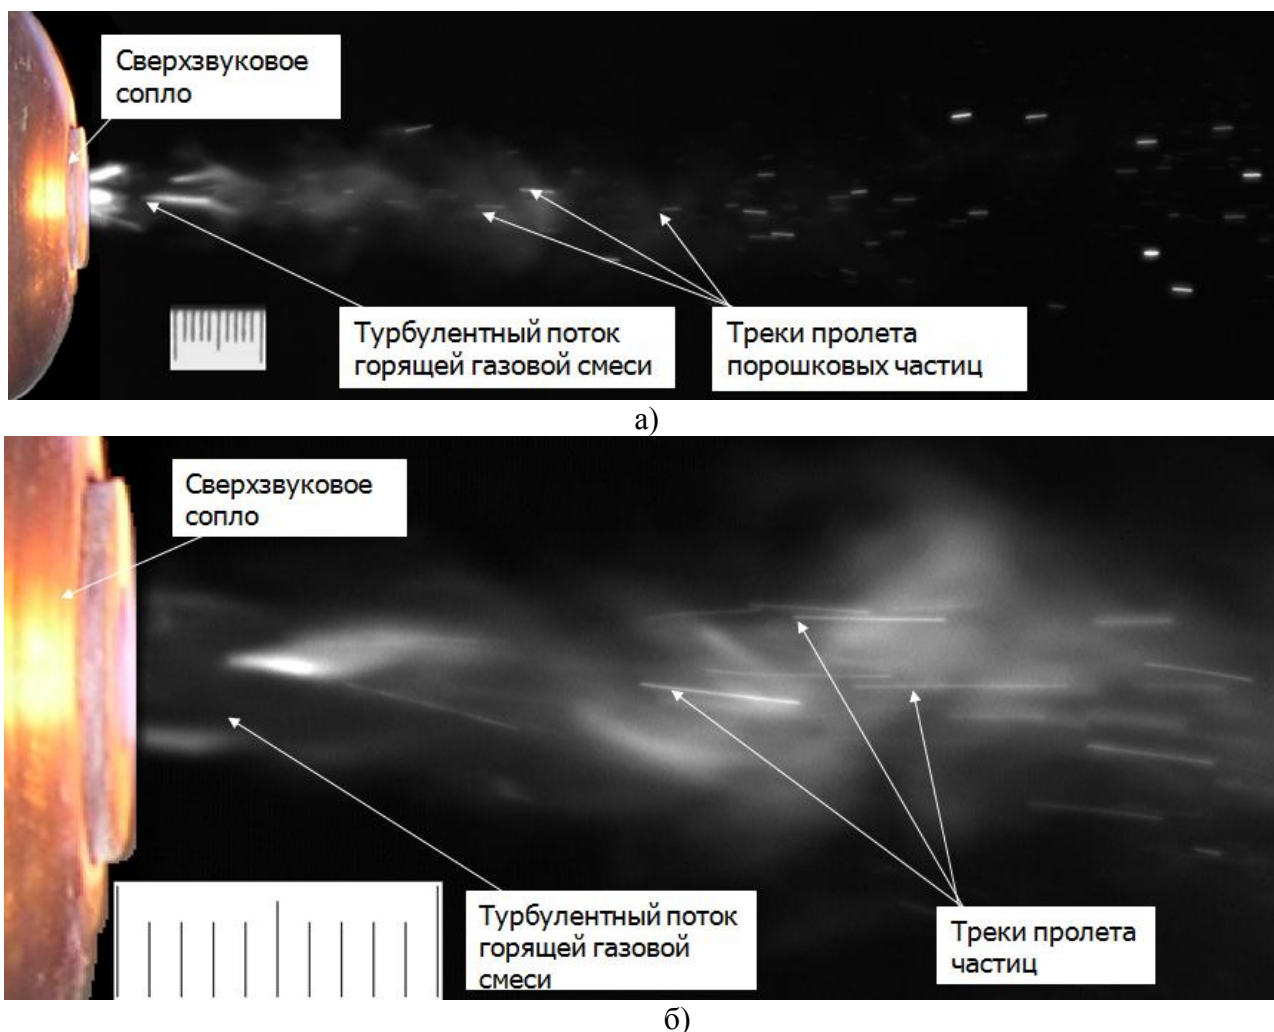 Сверхзвуковое
сопло
Турбулентный поток
горящей газовой смеси
Треки пролета
порошковых частиц
а)
Сверхзвуковое
сопло
Турбулентный поток
горящей газовой
смеси
Треки пролета
частиц
б)